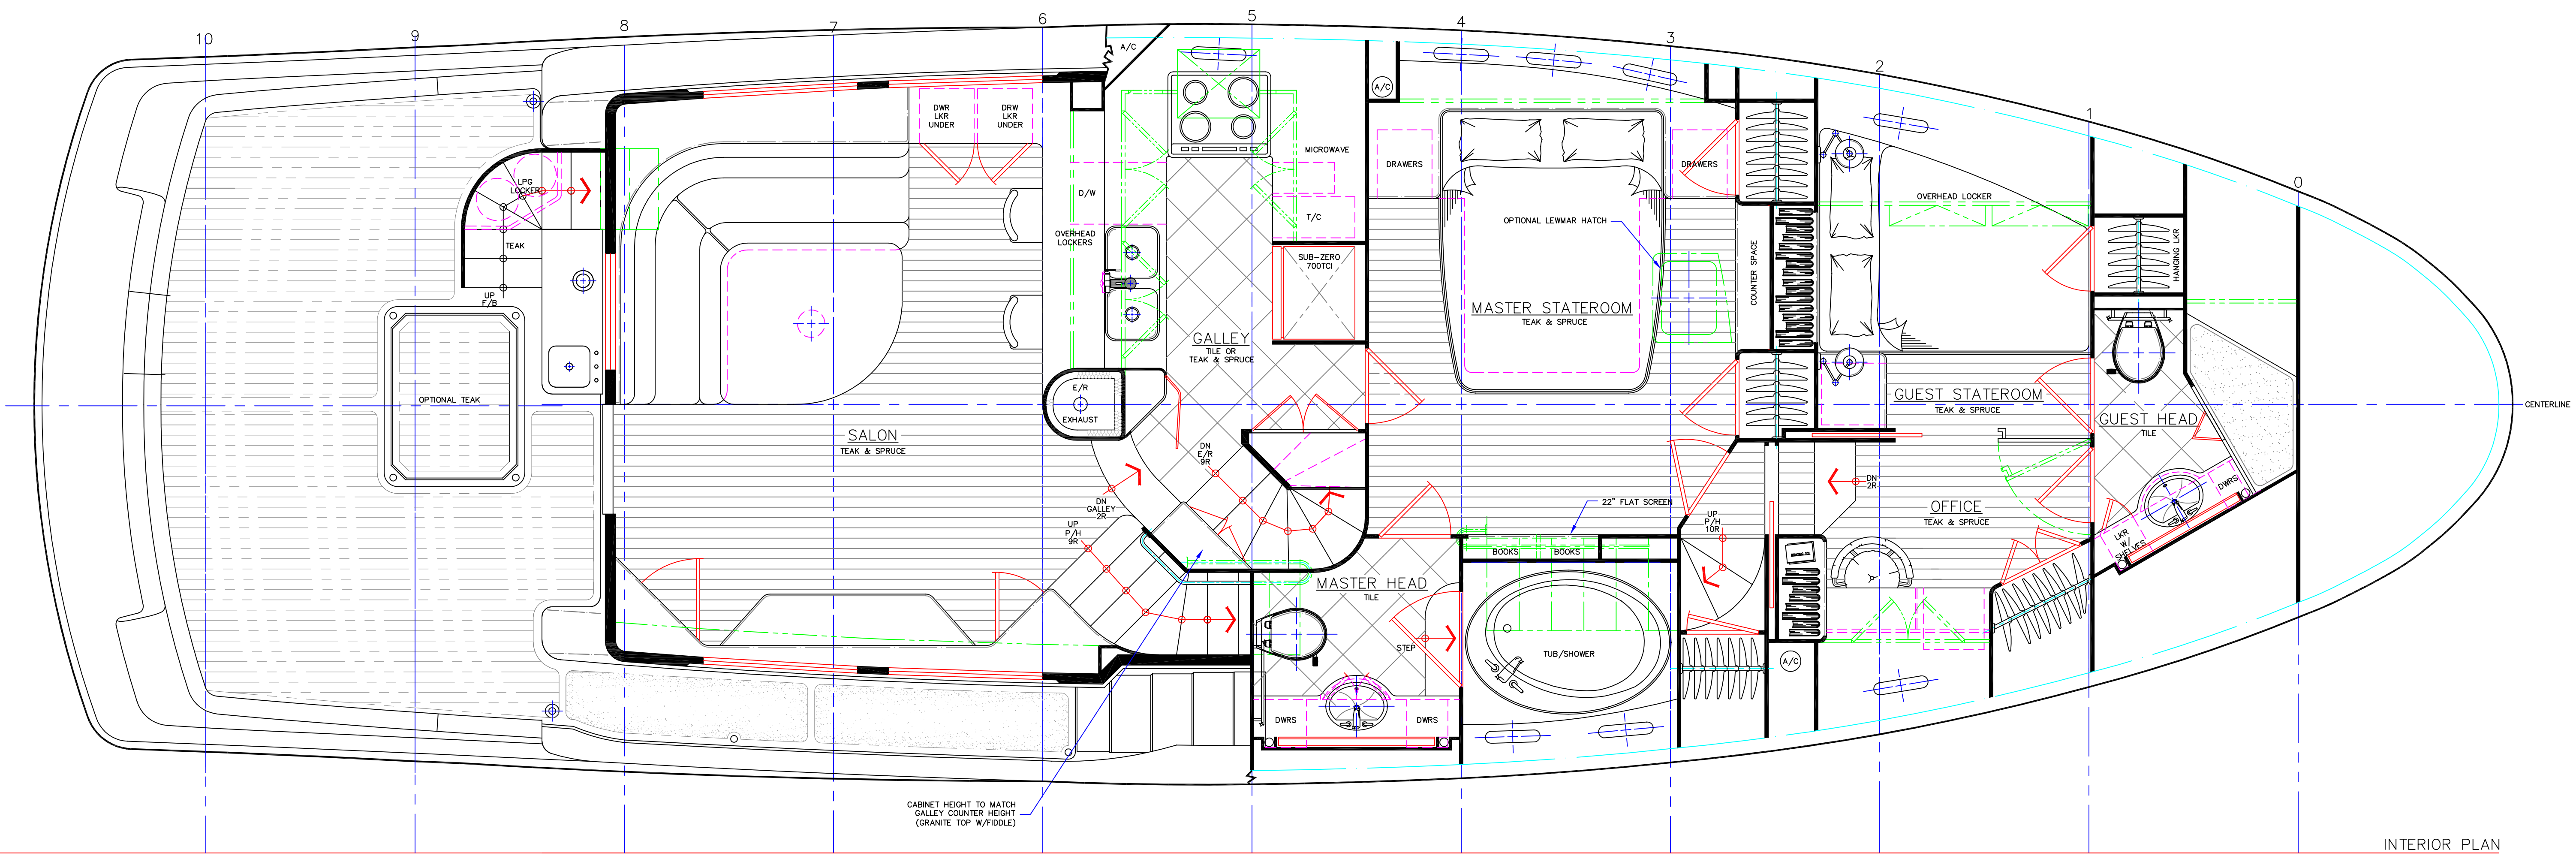 10
9
8
7
6
5
4
3
2
1
0
A/C
A/C
DWR
LKR
UNDER
DRW
LKR
UNDER
MICROWAVE
DRAWERS
DRAWERS
LPG
LOCKER
D/W
T/C
OPTIONAL LEWMAR HATCH
OVERHEAD LOCKER
TEAK
OVERHEAD
LOCKERS
SUB-ZERO
700TCI
COUNTER SPACE
HANGING LKR
UP
F/B
MASTER STATEROOM
TEAK & SPRUCE
GALLEY
TILE OR
TEAK & SPRUCE
E/R
EXHAUST
OPTIONAL TEAK
GUEST STATEROOM
TEAK & SPRUCE
CENTERLINE
GUEST HEAD
TILE
SALON
TEAK & SPRUCE
DN
E/R
9R
DN
2R
DWRS
DN
GALLEY
2R
22" FLAT SCREEN
OFFICE
TEAK & SPRUCE
UP
P/H
9R
UP
P/H
10R
LKR
W/
SHELVES
BOOKS
BOOKS
MASTER HEAD
TILE
STEP
TUB/SHOWER
A/C
DWRS
DWRS
CABINET HEIGHT TO MATCH
GALLEY COUNTER HEIGHT
(GRANITE TOP W/FIDDLE)
INTERIOR PLAN